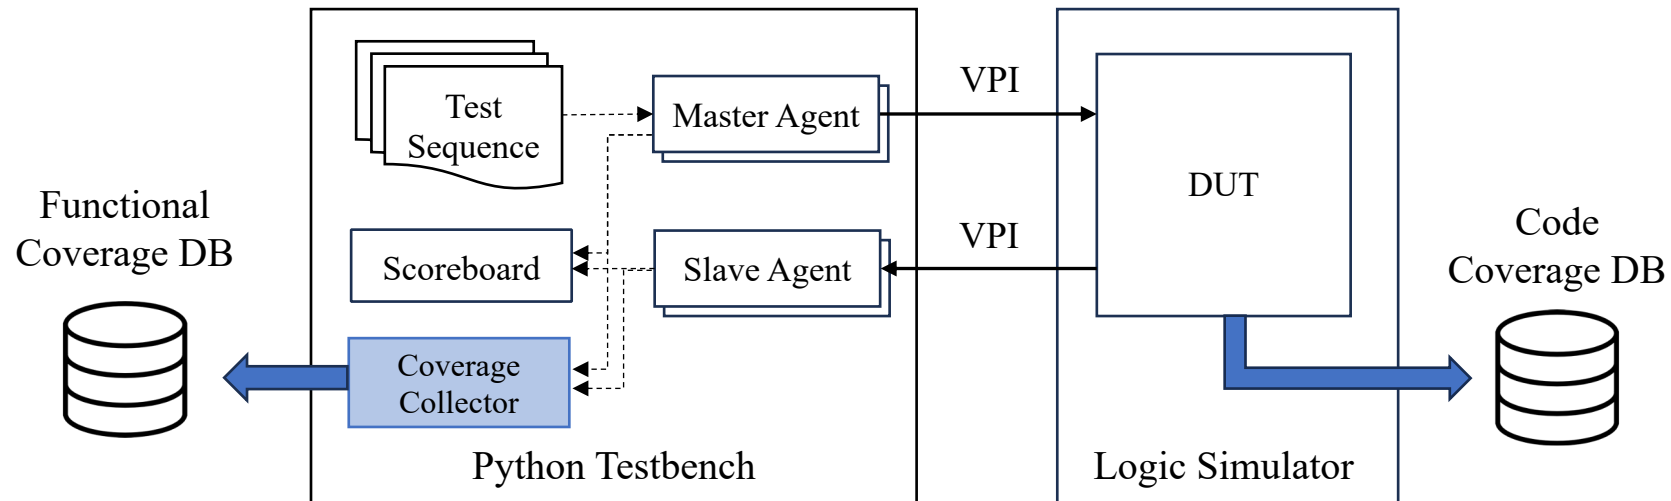 Test
Sequence
Master Agent
VPI
DUT
Functional
Coverage DB
Scoreboard
Slave Agent
VPI
Code
Coverage DB
Coverage
Collector
Python Testbench
Logic Simulator